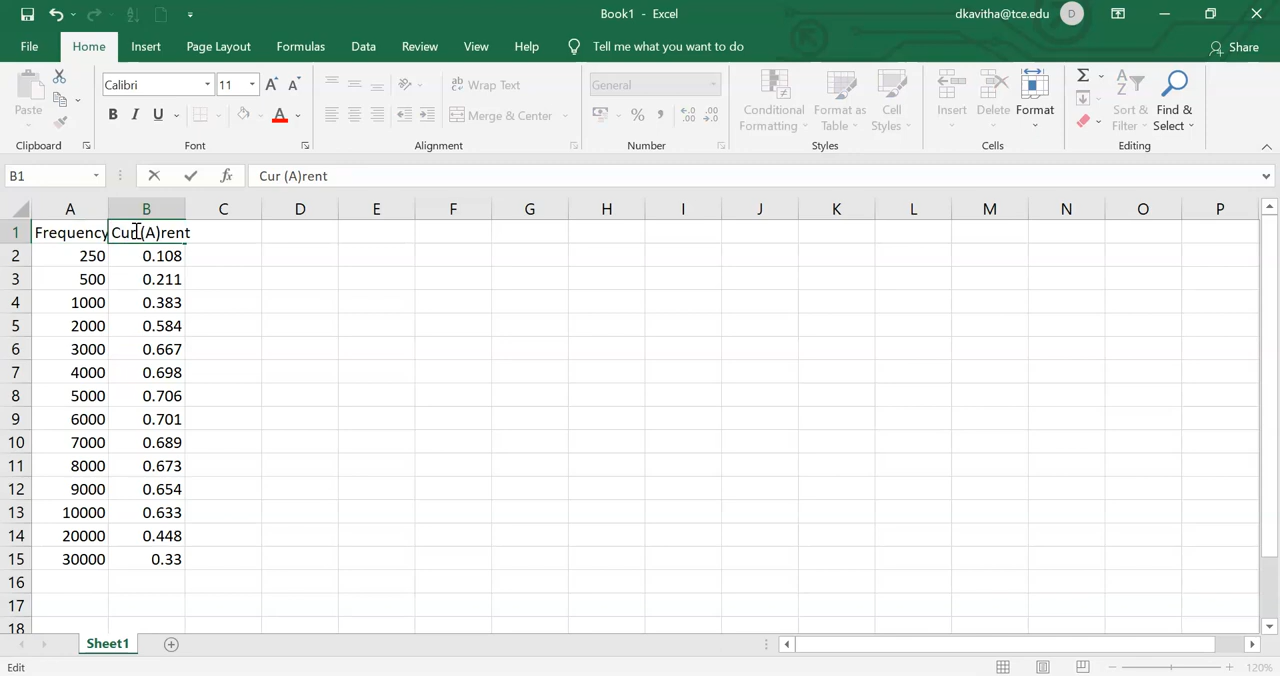 Book1 - Excel
dkavitha@tce.edu D
File Home Insert Page Layout Formulas Data Review View Help Tell me what you want to do Share
Calibri 11 Wrap Text General
Paste B I U A Merge & Center % , Conditional Formatting Format as Table Cell Styles Insert Delete Format Σ Sort & Filter Find & Select
Clipboard Font Alignment Number Styles Cells Editing
B1 fx Cur (A)rent
A B C D E F G H I J K L M N O P
1 Frequency Cur (A)rent
2 250 0.108
3 500 0.211
4 1000 0.383
5 2000 0.584
6 3000 0.667
7 4000 0.698
8 5000 0.706
9 6000 0.701
10 7000 0.689
11 8000 0.673
12 9000 0.654
13 10000 0.633
14 20000 0.448
15 30000 0.33
16
17
18
Sheet1
Edit 120%